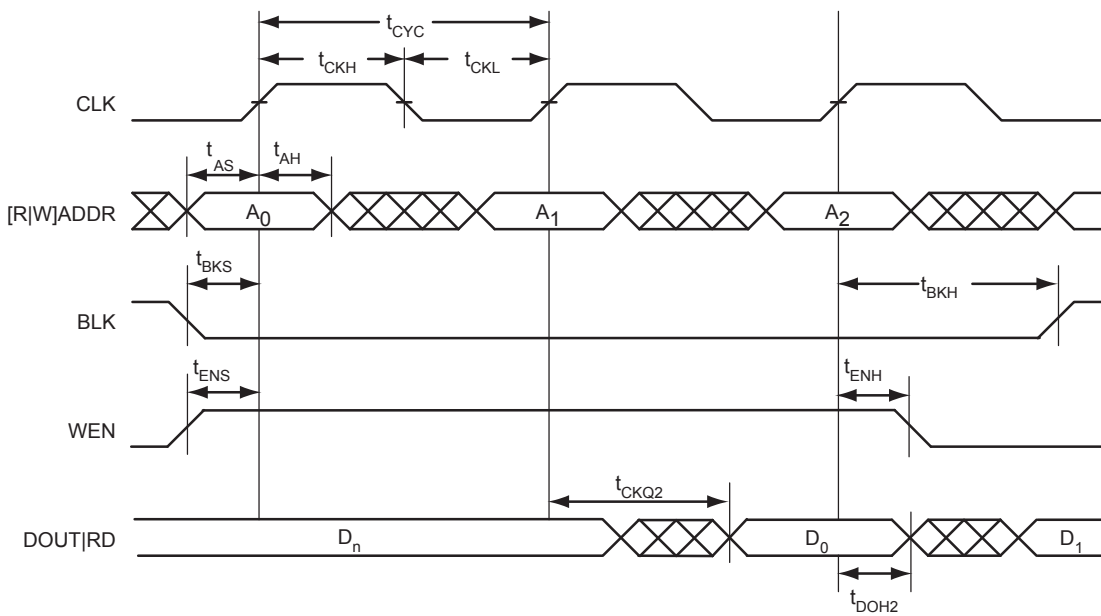 tCYC
tCKH tCKL
CLK
tAS tAH
[R|W]ADDR A0 A1 A2
tBKS tBKH
BLK
tENS tENH
WEN
tCKQ2
DOUT|RD Dn D0 D1
tDOH2